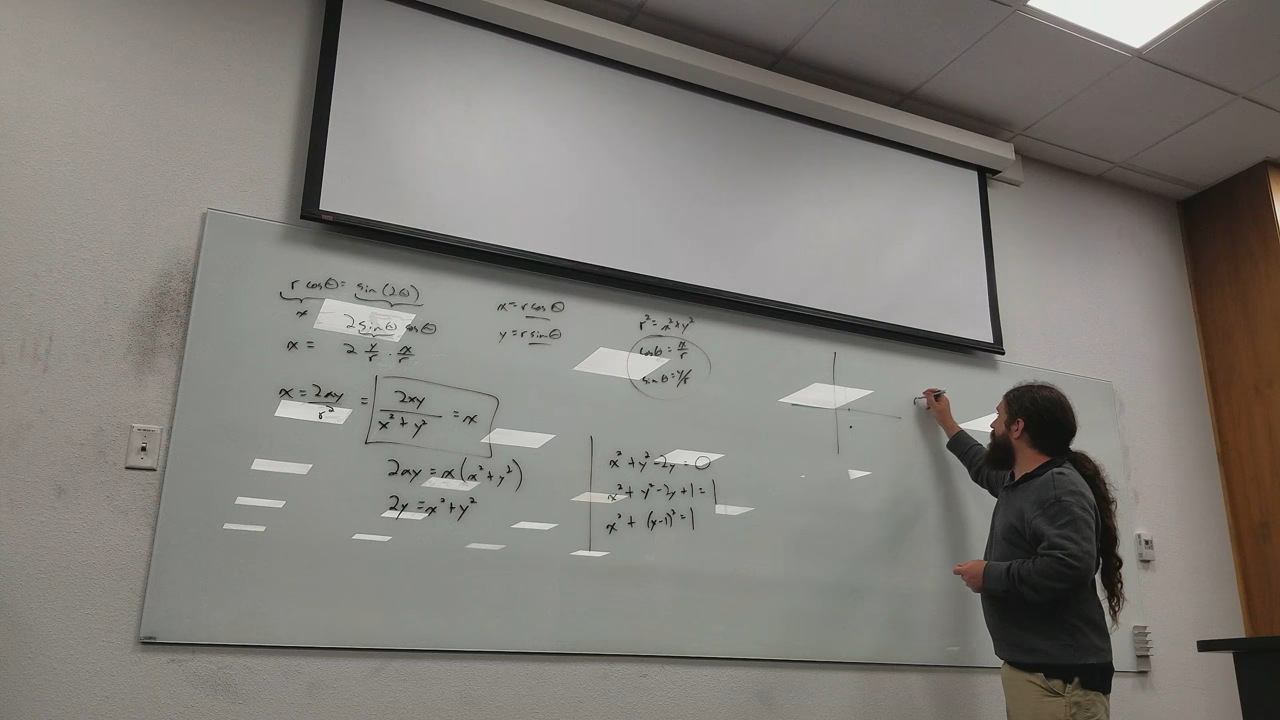 r cosθ = sin(2θ)
x 2 sinθ cosθ
x = 2 y/r · x/r
x = 2xy/r² = 2xy/(x² + y²) = x
2xy = x(x² + y²)
2y = x² + y²
x = r cosθ
y = r sinθ
r² = x² + y²
cosθ = x/r
sinθ = y/r
x² + y² - 2y = 0
x² + y² - 2y + 1 = 1
x² + (y-1)² = 1